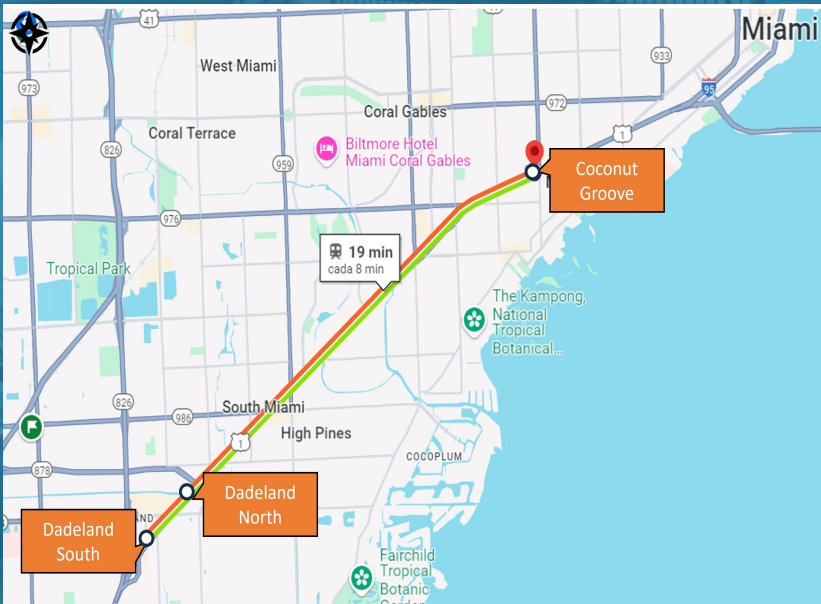 41
Miami
933
West Miami
973
95
972
Coral Gables
1
Coral Terrace
826
Biltmore Hotel
Miami Coral Gables
959
Coconut
Groove
976
19 min
cada 8 min
Tropical Park
The Kampong,
National
Tropical
Botanical...
826
South Miami
986
1
High Pines
COCOPLUM
878
Dadeland
North
AND
Dadeland
South
Fairchild
Tropical
Botanic